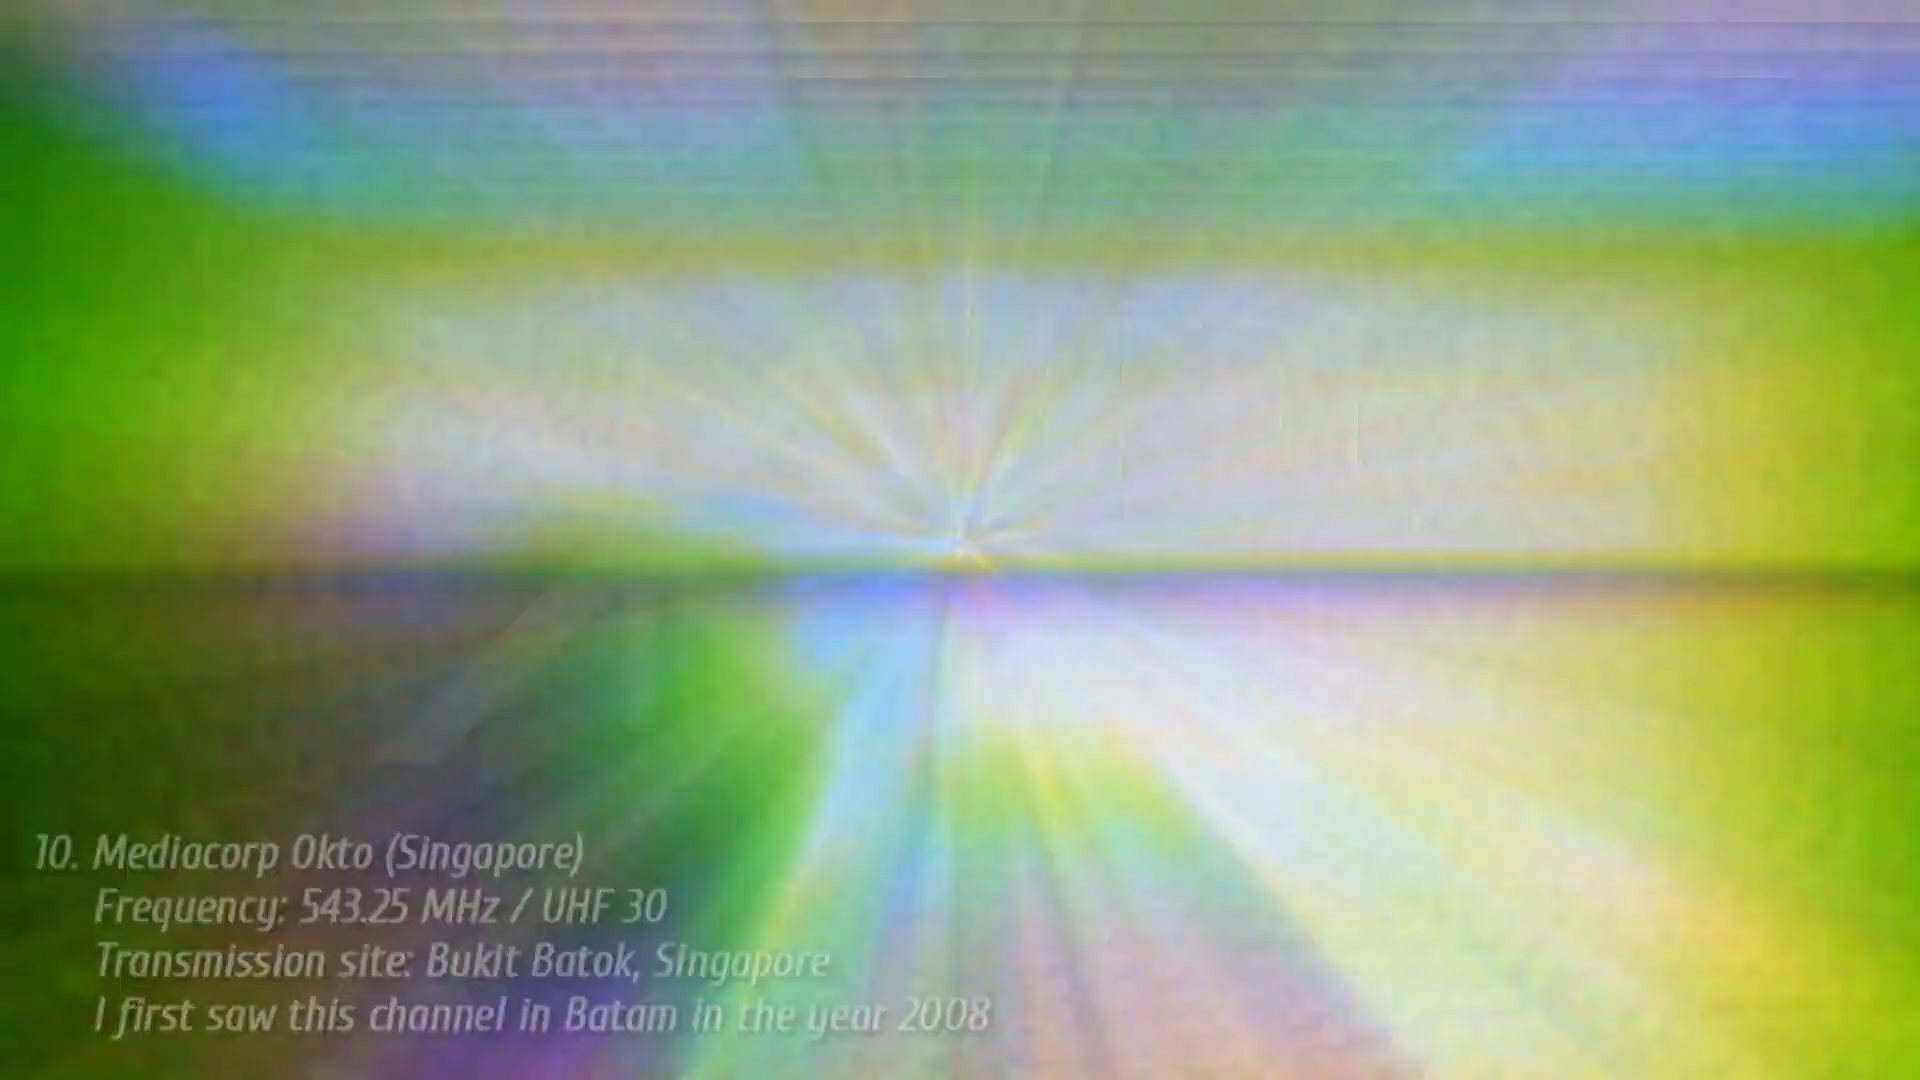 10. Mediacorp Okto (Singapore)
Frequency: 543.25 MHz / UHF 30
Transmission site: Bukit Batok, Singapore
I first saw this channel in Batam in the year 2008